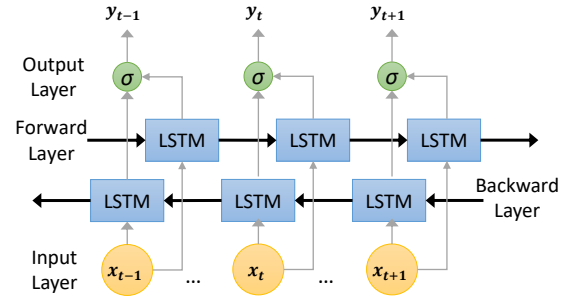 y_{t-1} y_t y_{t+1}
Output
Layer
σ σ σ
Forward
Layer
LSTM LSTM LSTM
LSTM LSTM LSTM
Backward
Layer
Input
Layer
x_{t-1} ... x_t ... x_{t+1}